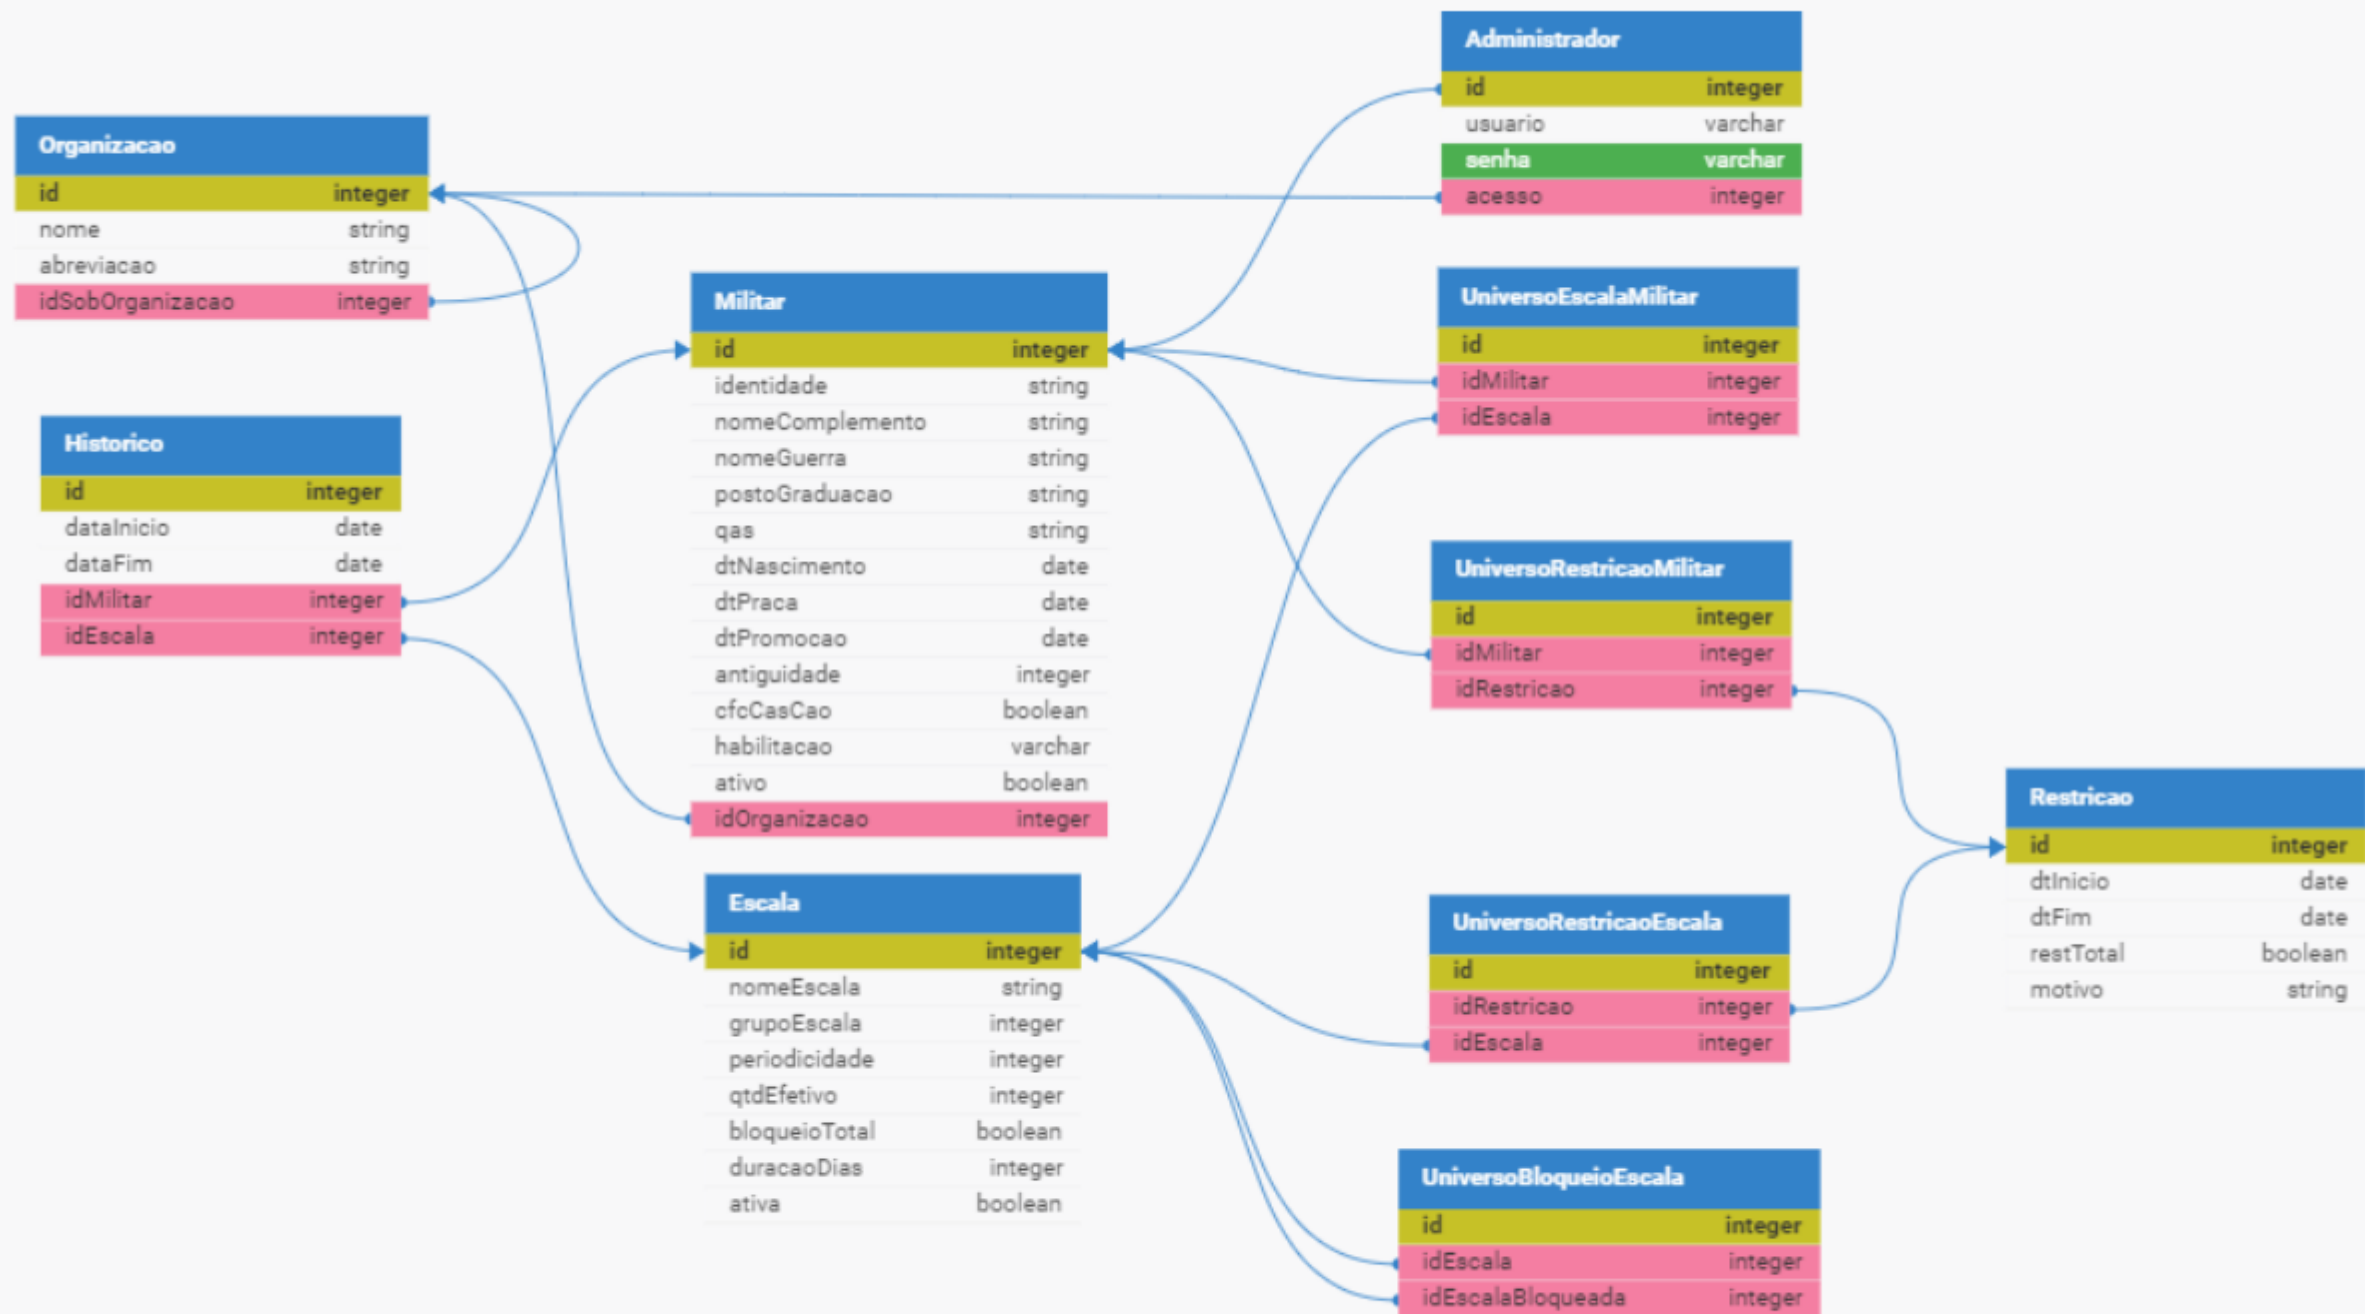 Organizacao
id integer
nome string
abreviacao string
idSobOrganizacao integer
Historico
id integer
dataInicio date
dataFim date
idMilitar integer
idEscala integer
Militar
id integer
identidade string
nomeComplemento string
nomeGuerra string
postoGraduacao string
qas string
dtNascimento date
dtPraca date
dtPromocao date
antiguidade integer
cfcCasCao boolean
habilitacao varchar
ativo boolean
idOrganizacao integer
Escala
id integer
nomeEscala string
grupoEscala integer
periodicidade integer
qtdEfetivo integer
bloqueioTotal boolean
duracaoDias integer
ativa boolean
Administrador
id integer
usuario varchar
senha varchar
acesso integer
UniversoEscalaMilitar
id integer
idMilitar integer
idEscala integer
UniversoRestricaoMilitar
id integer
idMilitar integer
idRestricao integer
UniversoRestricaoEscala
id integer
idRestricao integer
idEscala integer
UniversoBloqueioEscala
id integer
idEscala integer
idEscalaBloqueada integer
Restricao
id integer
dtInicio date
dtFim date
restTotal boolean
motivo string